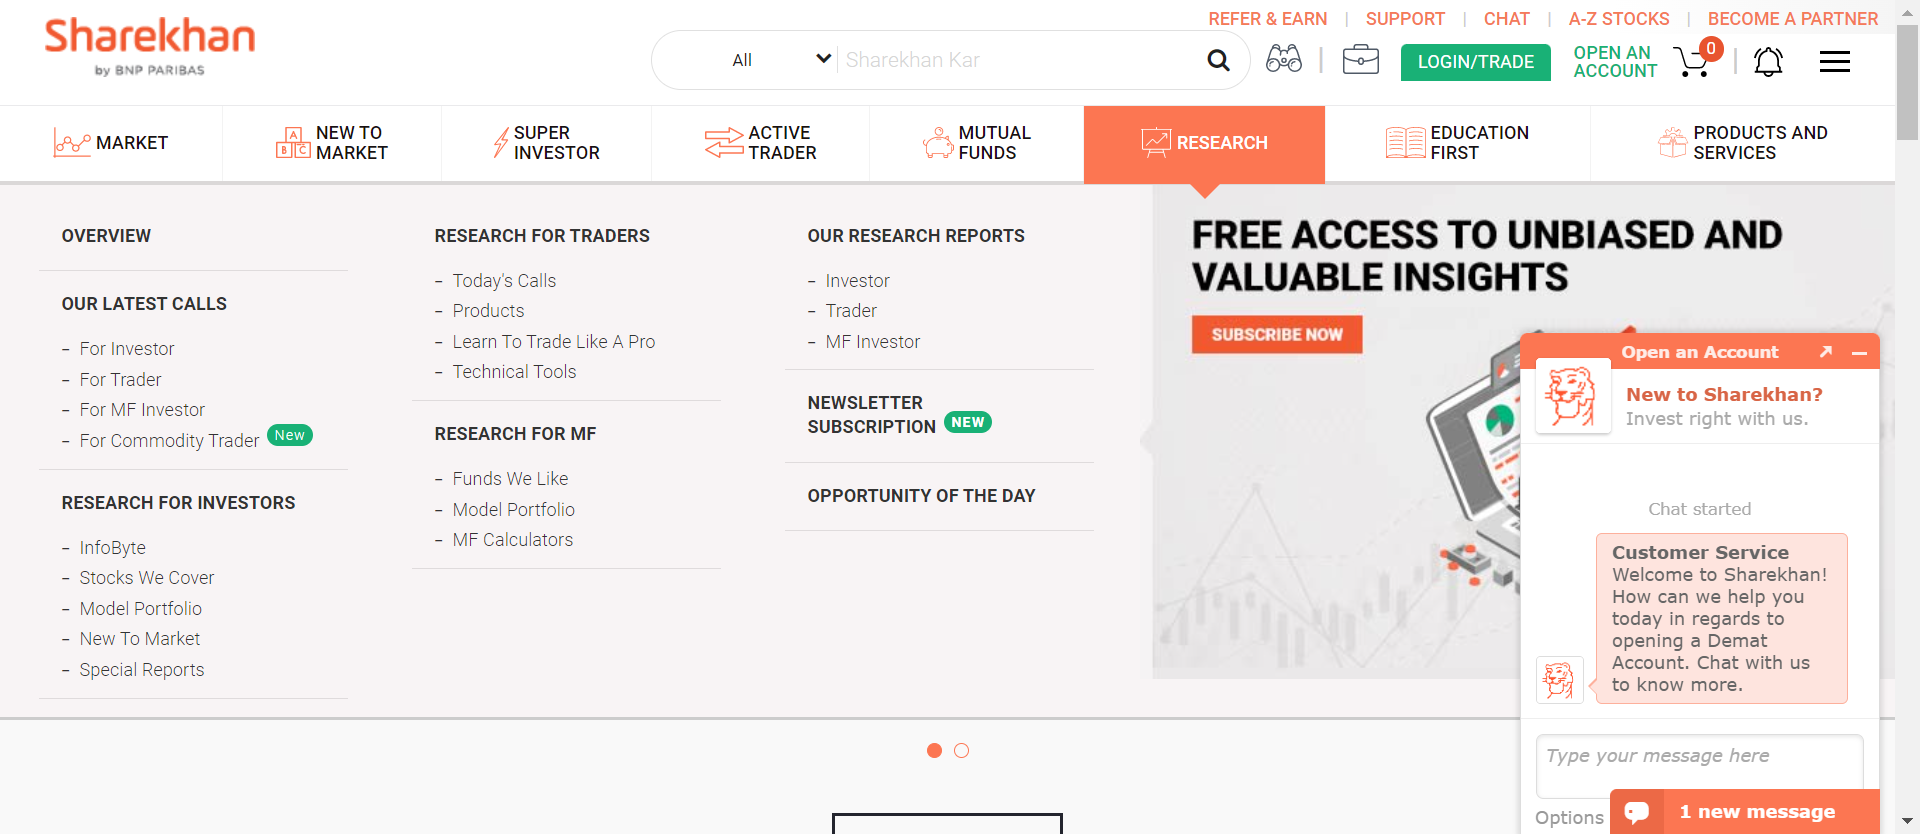 REFER & EARN | SUPPORT | CHAT | A-Z STOCKS | BECOME A PARTNER
Sharekhan
by BNP PARIBAS
All
Sharekhan Kar
LOGIN/TRADE
OPEN AN
ACCOUNT
0
MARKET
NEW TO
MARKET
SUPER
INVESTOR
ACTIVE
TRADER
MUTUAL
FUNDS
RESEARCH
EDUCATION
FIRST
PRODUCTS AND
SERVICES
OVERVIEW
OUR LATEST CALLS
- For Investor
- For Trader
- For MF Investor
- For Commodity Trader New
RESEARCH FOR INVESTORS
- InfoByte
- Stocks We Cover
- Model Portfolio
- New To Market
- Special Reports
RESEARCH FOR TRADERS
- Today's Calls
- Products
- Learn To Trade Like A Pro
- Technical Tools
RESEARCH FOR MF
- Funds We Like
- Model Portfolio
- MF Calculators
OUR RESEARCH REPORTS
- Investor
- Trader
- MF Investor
NEWSLETTER
SUBSCRIPTION NEW
OPPORTUNITY OF THE DAY
FREE ACCESS TO UNBIASED AND
VALUABLE INSIGHTS
SUBSCRIBE NOW
Open an Account
New to Sharekhan?
Invest right with us.
Chat started
Customer Service
Welcome to Sharekhan!
How can we help you
today in regards to
opening a Demat
Account. Chat with us
to know more.
Type your message here
Options
1 new message
A
B
C